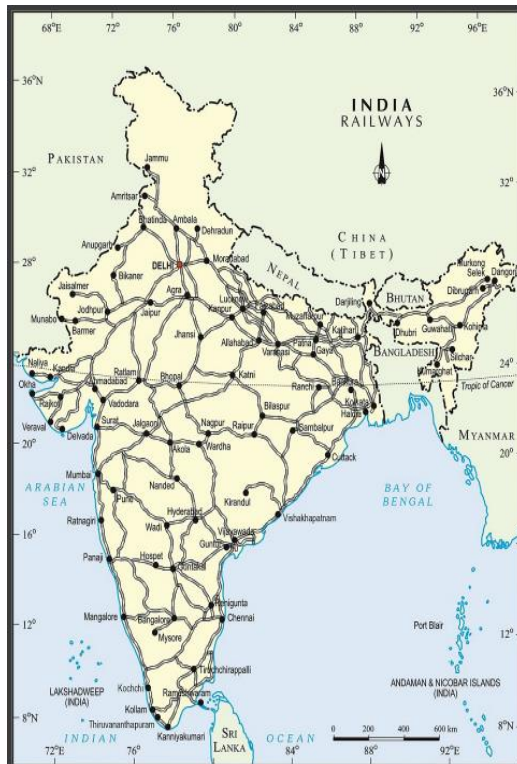 68°E
72°
76°
80°
84°
88°
92°
96°E
36°N
36°N
INDIA
RAILWAYS
N
PAKISTAN
Jammu
32°
32°
Amritsar
Bhatinda
Ambala
Dehradun
Anupgarh
CHINA
(TIBET)
28°
28°
DELHI
Moradabad
NEPAL
Murkong
Selek
Dangori
Dibrugarh
Bikaner
Jaisalmer
Agra
Lucknow
Darjiling
BHUTAN
Munabo
Jodhpur
Barmer
Jaipur
Kanpur
Muzaffarpur
Jhansi
Katihar
Dhubri
Guwahati
Kohima
Allahabad
Varanasi
Patna
Gaya
BANGLADESH
Silchar
Kumarghat
24°
24°
Naliya
Kandla
Ratlam
Bhopal
Katni
Ranchi
Tropic of Cancer
Okha
Ahmadabad
Rajkot
Vadodara
Kolkata
Haldia
Bilaspur
Veraval
Delvada
Surat
Jalgaon
Nagpur
Raipur
Sambalpur
MYANMAR
20°
20°
Akola
Wardha
Cuttack
Mumbai
Nanded
Kirandul
ARABIAN
SEA
BAY OF
BENGAL
Pune
Hyderabad
Vishakhapatnam
Ratnagiri
Wadi
Vijayawada
16°
16°
Guntur
Panaji
Hospet
Guntakal
Renigunta
Mangalore
Bangalore
Chennai
12°
12°
Mysore
Port Blair
Tiruchchirappalli
LAKSHADWEEP
(INDIA)
Kochchi
Rameshwaram
ANDAMAN & NICOBAR ISLANDS
(INDIA)
Kollam
8°N
8°N
Thiruvananthapuram
Kanniyakumari
SRI
LANKA
INDIAN OCEAN
0 200 400 600 km
72°E
76°
80°
84°
88°
92°E